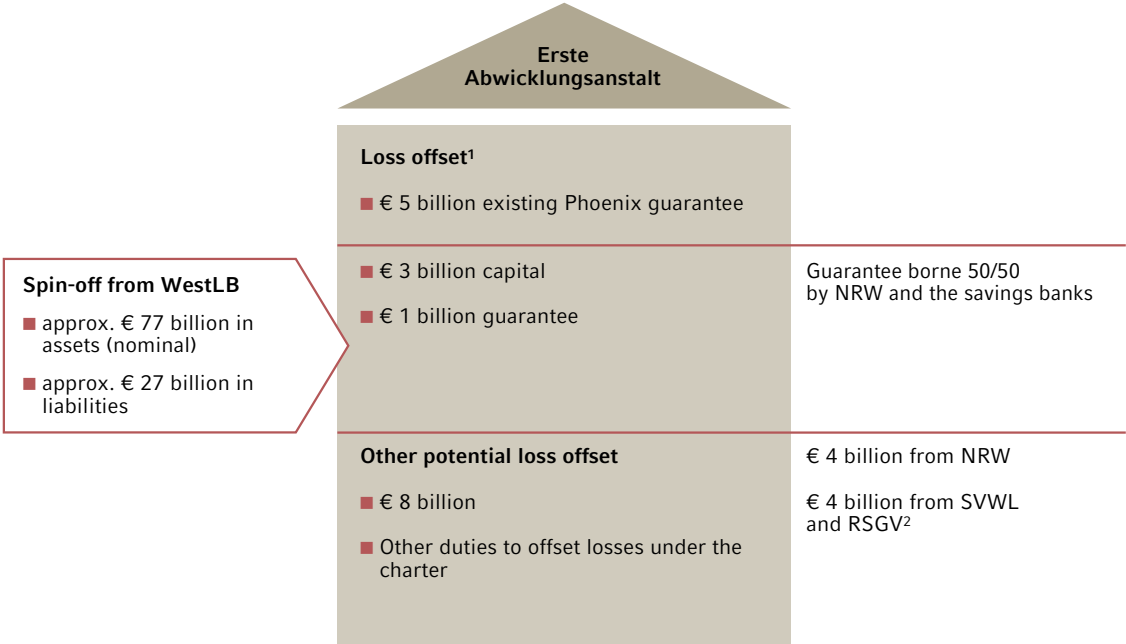 Erste
Abwicklungsanstalt
Loss offset¹
■ € 5 billion existing Phoenix guarantee
Spin-off from WestLB
■ approx. € 77 billion in
assets (nominal)
■ approx. € 27 billion in
liabilities
■ € 3 billion capital
■ € 1 billion guarantee
Guarantee borne 50/50
by NRW and the savings banks
Other potential loss offset
■ € 8 billion
■ Other duties to offset losses under the
charter
€ 4 billion from NRW
€ 4 billion from SVWL
and RSGV²